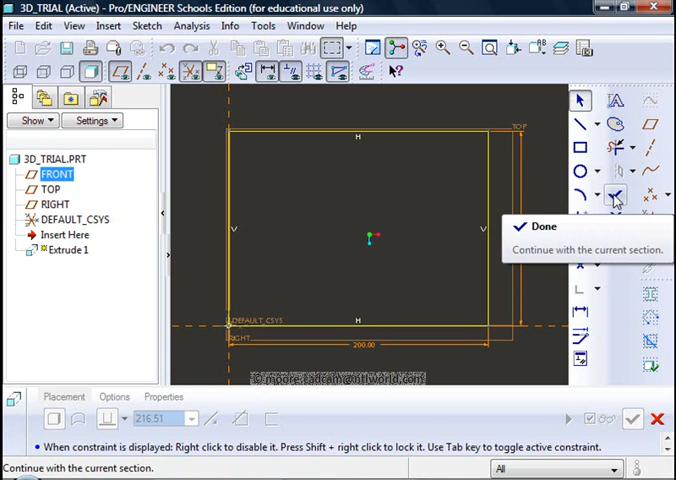 3D_TRIAL (Active) - Pro/ENGINEER Schools Edition (for educational use only)
File Edit View Insert Sketch Analysis Info Tools Window Help
Show Settings
3D_TRIAL.PRT
FRONT
TOP
RIGHT
DEFAULT_CSYS
Insert Here
Extrude 1
TOP
H
V V
DEFAULT_CSYS
H
RIGHT
200.00
© moore.radcam@ntlworld.com
Done
Continue with the current section.
Placement Options Properties
216.51
When constraint is displayed: Right click to disable it. Press Shift + right click to lock it. Use Tab key to toggle active constraint.
Continue with the current section.
All